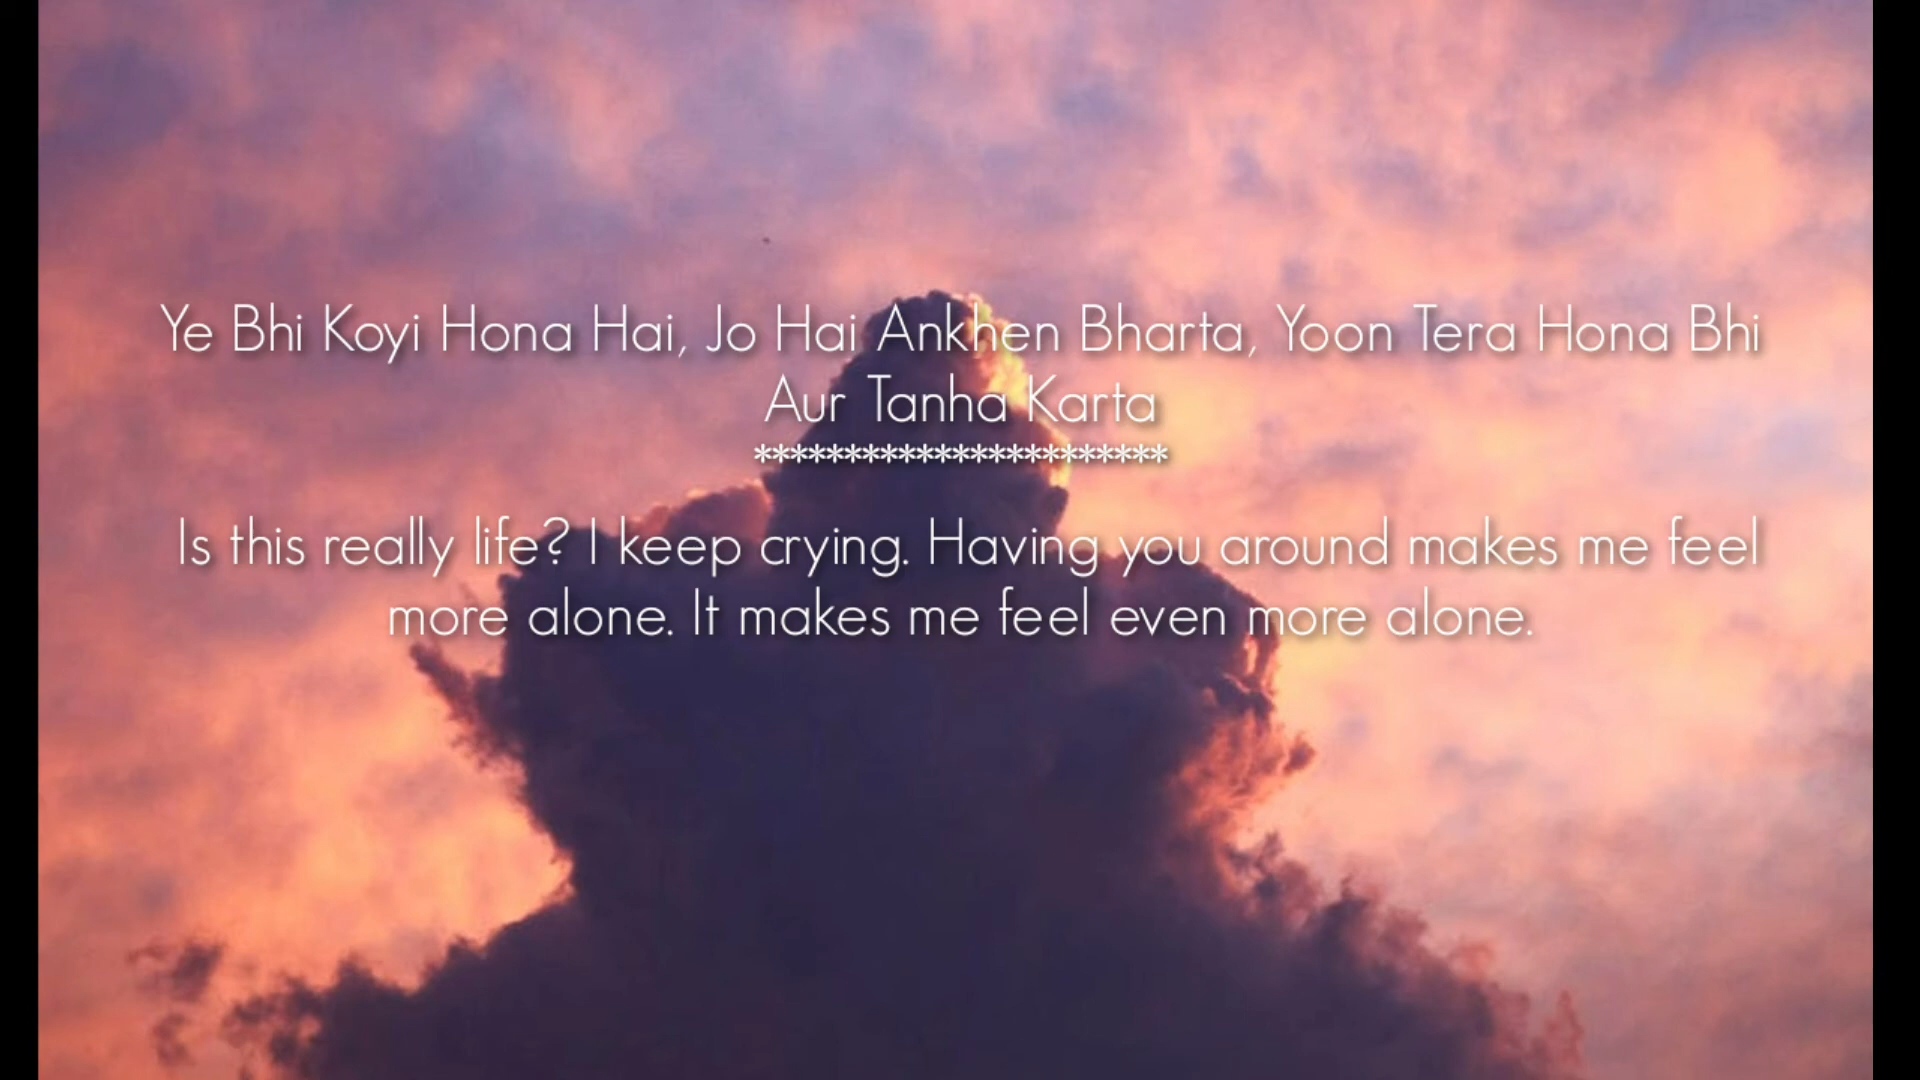 Ye Bhi Koyi Hona Hai, Jo Hai Ankhen Bharta, Yoon Tera Hona Bhi
Aur Tanha Karta
***********************
Is this really life? I keep crying. Having you around makes me feel
more alone. It makes me feel even more alone.